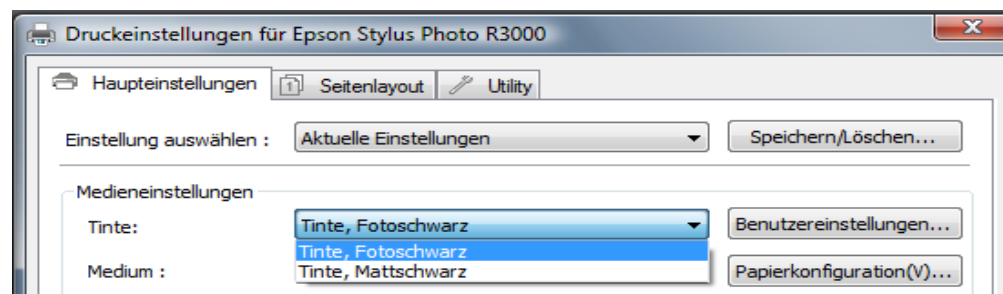 Druckeinstellungen für Epson Stylus Photo R3000
Haupteinstellungen 1 Seitenlayout Utility
Einstellung auswählen : Aktuelle Einstellungen Speichern/Löschen...
Medieneinstellungen
Tinte: Tinte, Fotoschwarz Benutzereinstellungen...
Tinte, Fotoschwarz
Medium : Tinte, Mattschwarz Papierkonfiguration(V)...